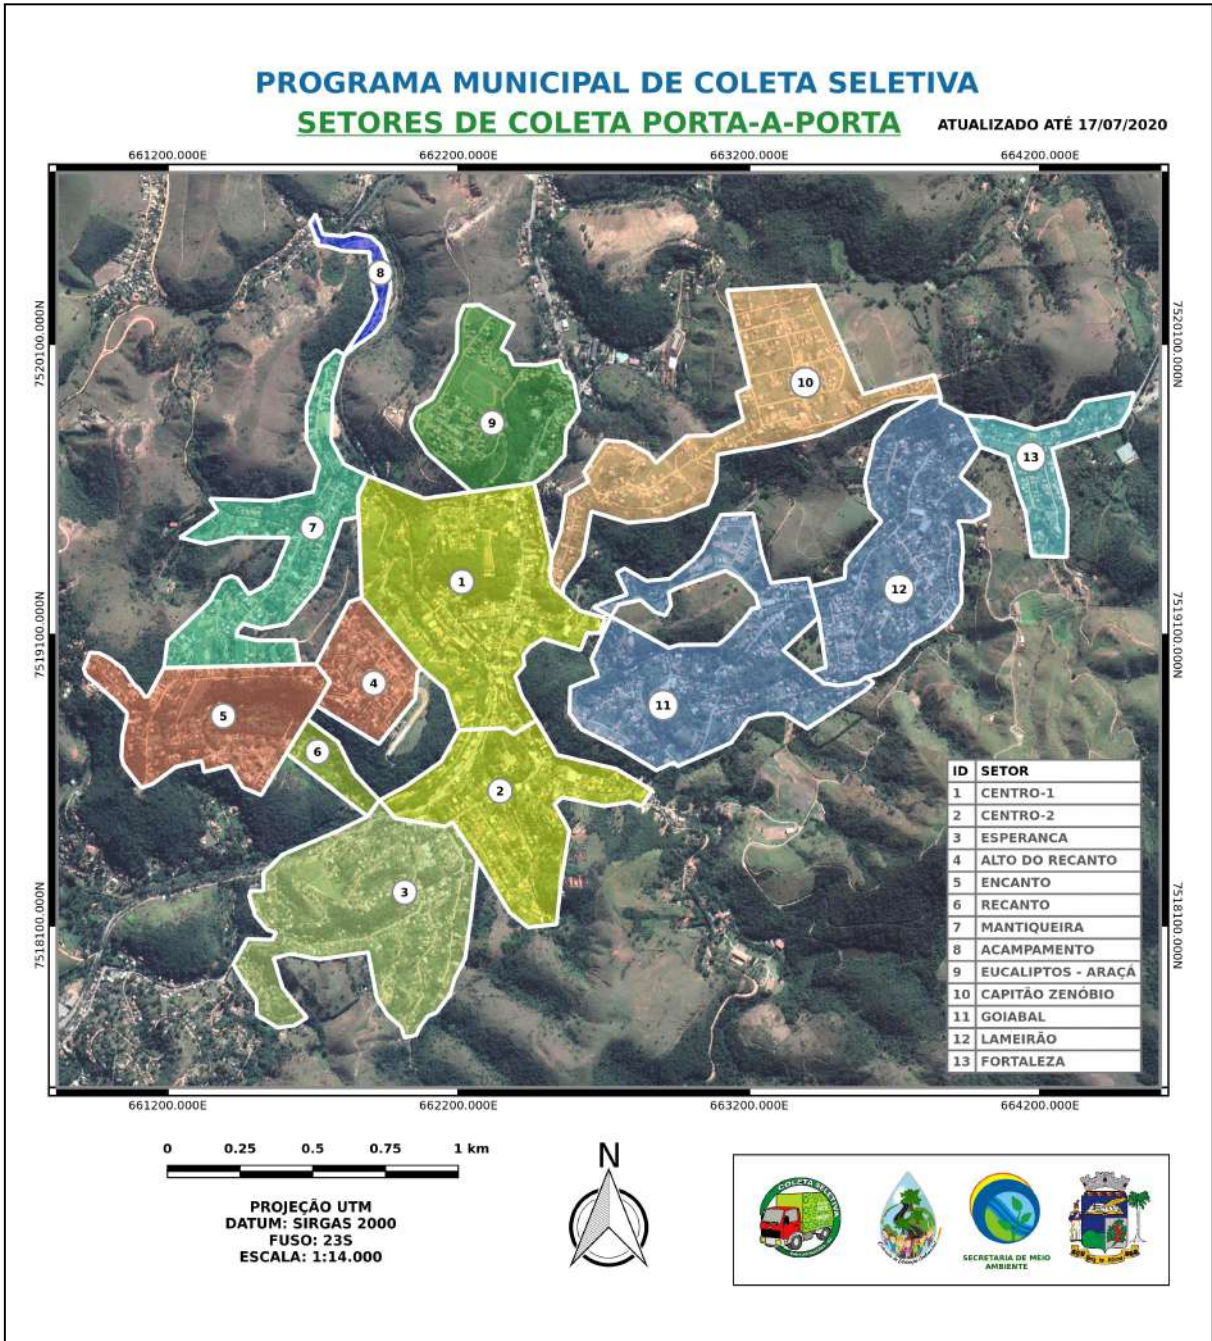 PROGRAMA MUNICIPAL DE COLETA SELETIVA
SETORES DE COLETA PORTA-A-PORTA
ATUALIZADO ATÉ 17/07/2020
661200.000E 662200.000E 663200.000E 664200.000E
7520100.000N
7520100.000N
7519100.000N
7519100.000N
7518100.000N
7518100.000N
8
10
9
13
7
1
12
4
5
11
6
2
3
ID SETOR
1 CENTRO-1
2 CENTRO-2
3 ESPERANCA
4 ALTO DO RECANTO
5 ENCANTO
6 RECANTO
7 MANTIQUEIRA
8 ACAMPAMENTO
9 EUCALIPTOS - ARAÇÁ
10 CAPITÃO ZENÓBIO
11 GOIABAL
12 LAMEIRÃO
13 FORTALEZA
661200.000E 662200.000E 663200.000E 664200.000E
0 0.25 0.5 0.75 1 km
PROJEÇÃO UTM
DATUM: SIRGAS 2000
FUSO: 23S
ESCALA: 1:14.000
N
COLETA SELETIVA
SECRETARIA DE MEIO
AMBIENTE